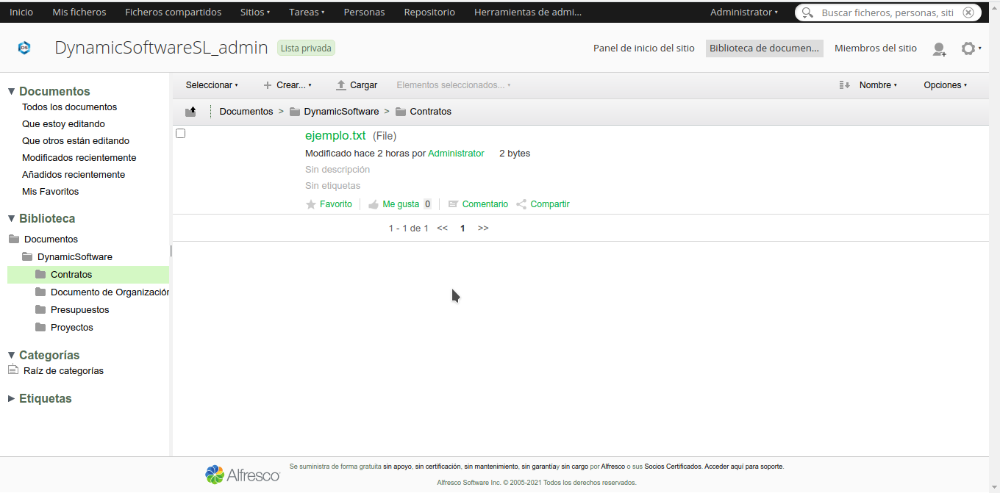 Inicio Mis ficheros Ficheros compartidos Sitios Tareas Personas Repositorio Herramientas de admi... Administrator Buscar ficheros, personas, siti
DS DynamicSoftwareSL_admin Lista privada Panel de inicio del sitio Biblioteca de documen... Miembros del sitio
Seleccionar Crear... Cargar Elementos seleccionados... Nombre Opciones
Documentos > DynamicSoftware > Contratos
Documentos
Todos los documentos
Que estoy editando
Que otros están editando
Modificados recientemente
Añadidos recientemente
Mis Favoritos
Biblioteca
Documentos
DynamicSoftware
Contratos
Documento de Organización
Presupuestos
Proyectos
Categorías
Raíz de categorías
Etiquetas
ejemplo.txt (File)
Modificado hace 2 horas por Administrator 2 bytes
Sin descripción
Sin etiquetas
Favorito Me gusta 0 Comentario Compartir
1 - 1 de 1 << 1 >>
Alfresco
Se suministra de forma gratuita sin apoyo, sin certificación, sin mantenimiento, sin garantíay sin cargo por Alfresco o sus Socios Certificados. Acceder aquí para soporte.
Alfresco Software Inc. © 2005-2021 Todos los derechos reservados.